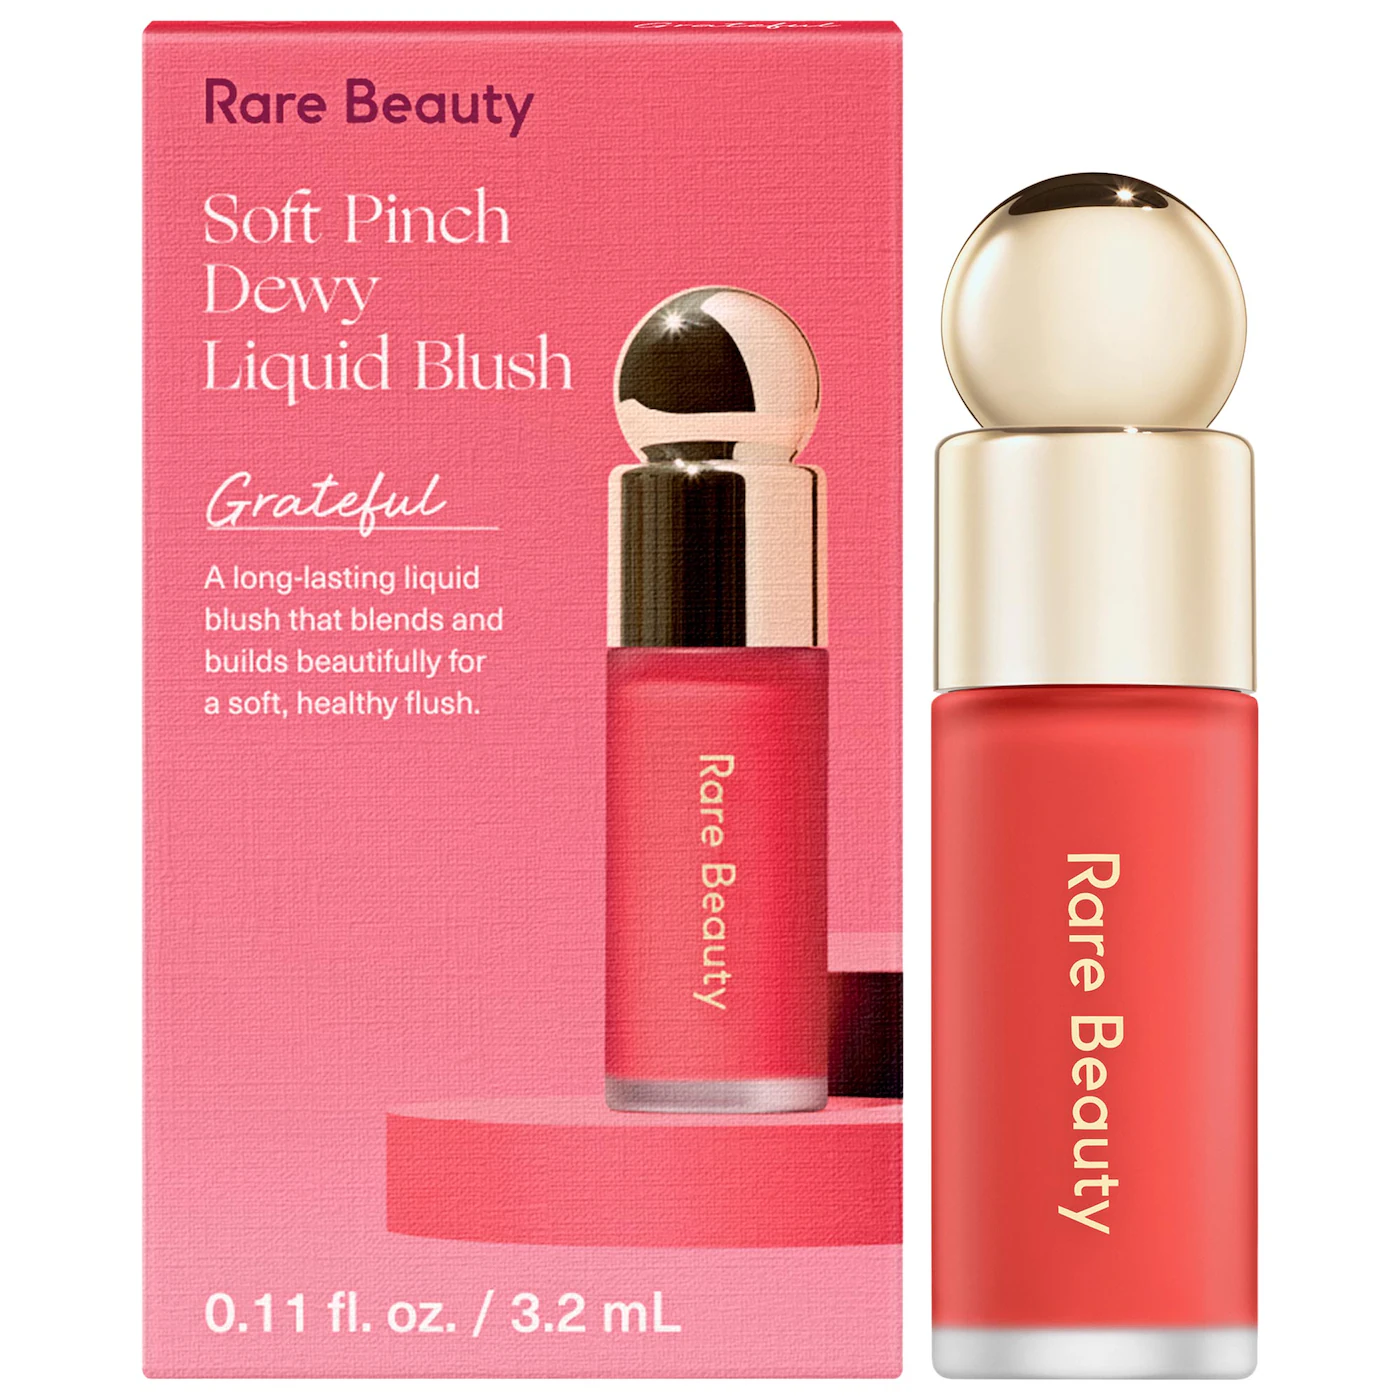 Grateful
Rare Beauty
Soft Pinch
Dewy
Liquid Blush
Grateful
A long-lasting liquid
blush that blends and
builds beautifully for
a soft, healthy flush.
Rare Beauty
0.11 fl. oz. / 3.2 mL
Rare Beauty